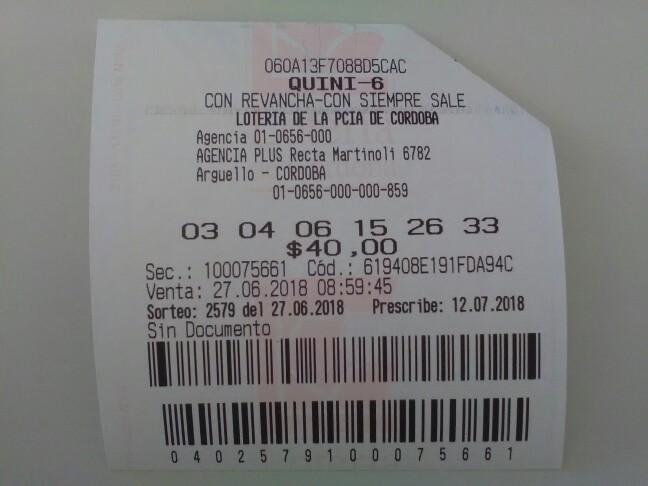 060A13F7088D5CAC
QUINI-6
CON REVANCHA-CON SIEMPRE SALE
LOTERIA DE LA PCIA DE CORDOBA
Agencia 01-0656-000
AGENCIA PLUS Recta Martinoli 6782
Arguello - CORDOBA
01-0656-000-000-859
03 04 06 15 26 33
$40,00
Sec.: 100075661 Cód.: 619408E191FDA94C
Venta: 27.06.2018 08:59:45
Sorteo: 2579 del 27.06.2018 Prescribe: 12.07.2018
Sin Documento
0402579100075661